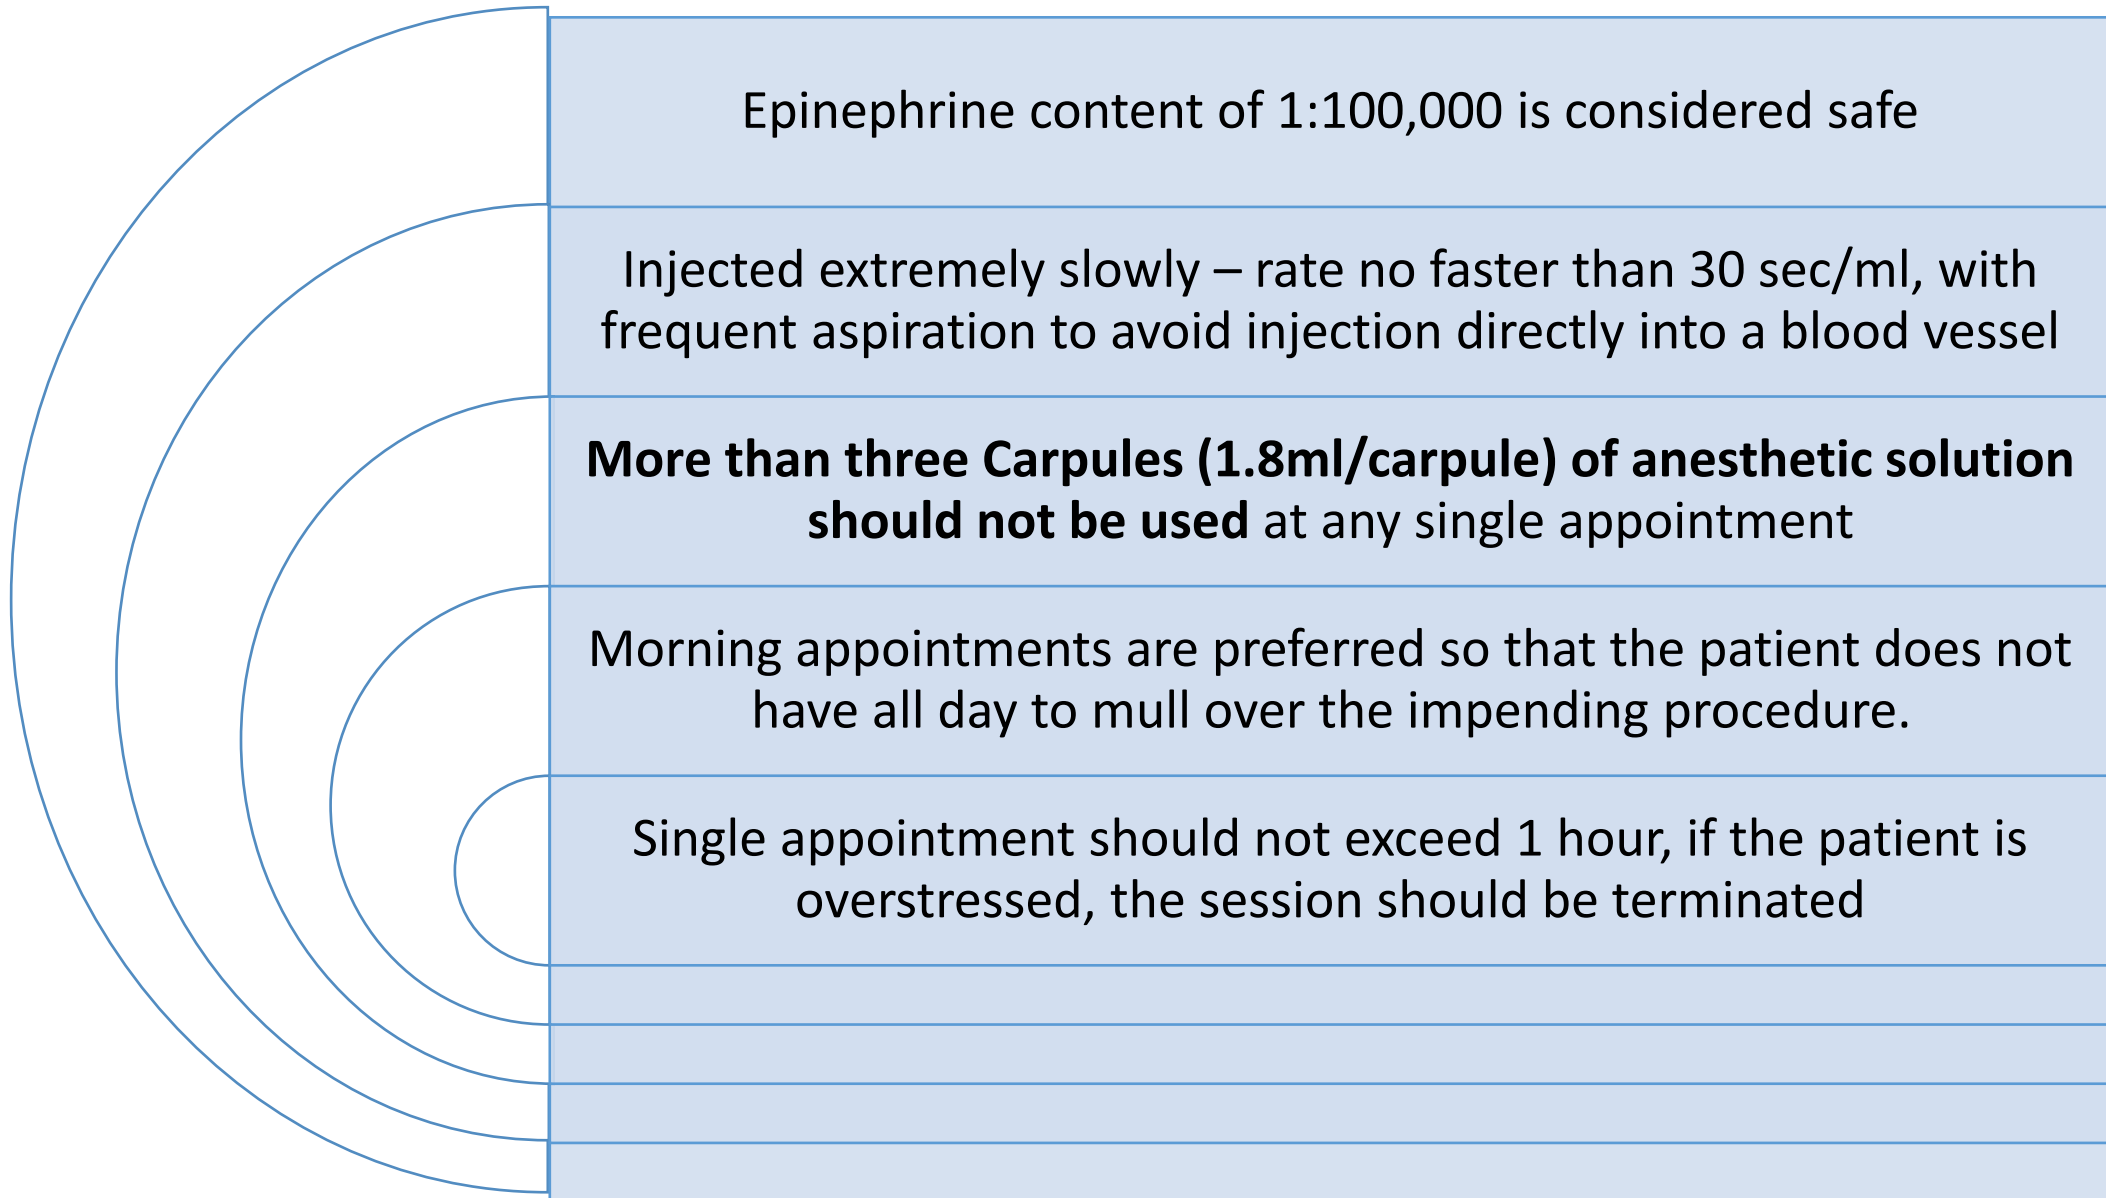 Epinephrine content of 1:100,000 is considered safe
Injected extremely slowly – rate no faster than 30 sec/ml, with
frequent aspiration to avoid injection directly into a blood vessel
More than three Carpules (1.8ml/carpule) of anesthetic solution
should not be used at any single appointment
Morning appointments are preferred so that the patient does not
have all day to mull over the impending procedure.
Single appointment should not exceed 1 hour, if the patient is
overstressed, the session should be terminated